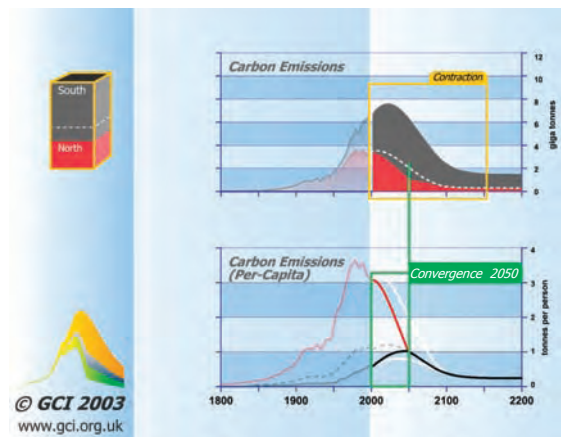 Carbon Emissions
Contraction
South
North
12
10
8
6
4
2
0
giga tonnes
Carbon Emissions
(Per-Capita)
Convergence 2050
4
3
2
1
0
tonnes per person
1800
1900
2000
2100
2200
© GCI 2003
www.gci.org.uk